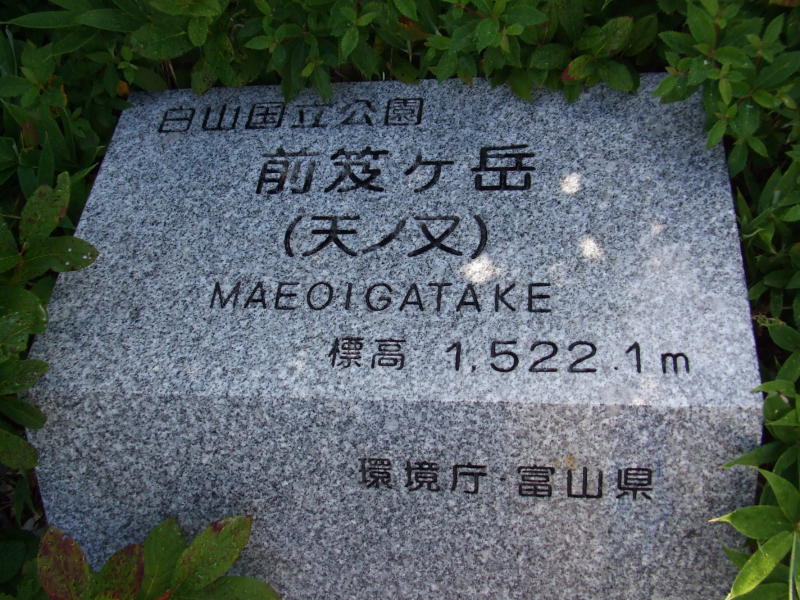 白山国立公園
前笈ヶ岳
(天ノ又)
MAEOIGATAKE
標高 1,522.1m
環境庁·富山県